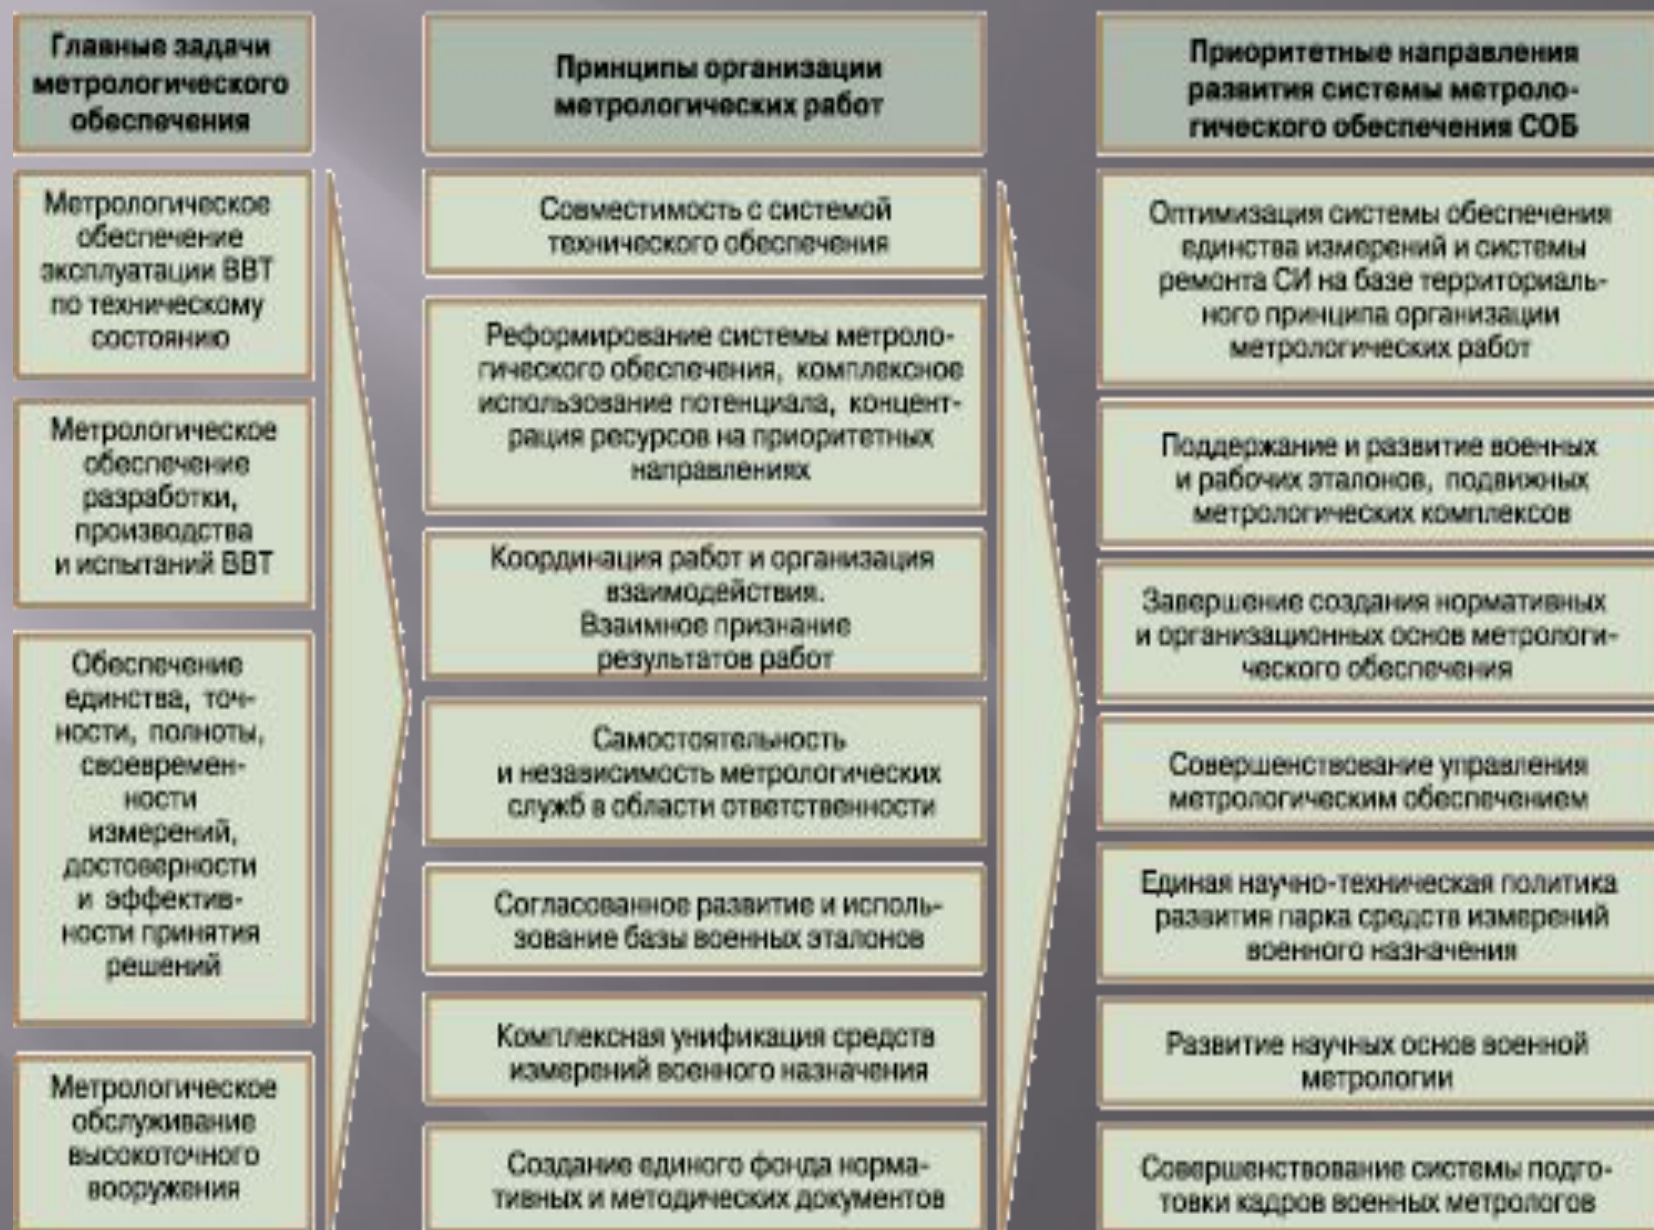 Главные задачи
метрологического
обеспечения
Метрологическое
обеспечение
эксплуатации ВВТ
по техническому
состоянию
Метрологическое
обеспечение
разработки,
производства
и испытаний ВВТ
Обеспечение
единства, точ-
ности, полноты,
своевремен-
ности
измерений,
достоверности
и эффектив-
ности принятия
решений
Метрологическое
обслуживание
высокоточного
вооружения
Принципы организации
метрологических работ
Совместимость с системой
технического обеспечения
Реформирование системы метроло-
гического обеспечения, комплексное
использование потенциала, концент-
рация ресурсов на приоритетных
направлениях
Координация работ и организация
взаимодействия.
Взаимное признание
результатов работ
Самостоятельность
и независимость метрологических
служб в области ответственности
Согласованное развитие и исполь-
зование базы военных эталонов
Комплексная унификация средств
измерений военного назначения
Создание единого фонда норма-
тивных и методических документов
Приоритетные направления
развития системы метроло-
гического обеспечения СОБ
Оптимизация системы обеспечения
единства измерений и системы
ремонта СИ на базе территориаль-
ного принципа организации
метрологических работ
Поддержание и развитие военных
и рабочих эталонов, подвижных
метрологических комплексов
Завершение создания нормативных
и организационных основ метрологи-
ческого обеспечения
Совершенствование управления
метрологическим обеспечением
Единая научно-техническая политика
развития парка средств измерений
военного назначения
Развитие научных основ военной
метрологии
Совершенствование системы подго-
товки кадров военных метрологов